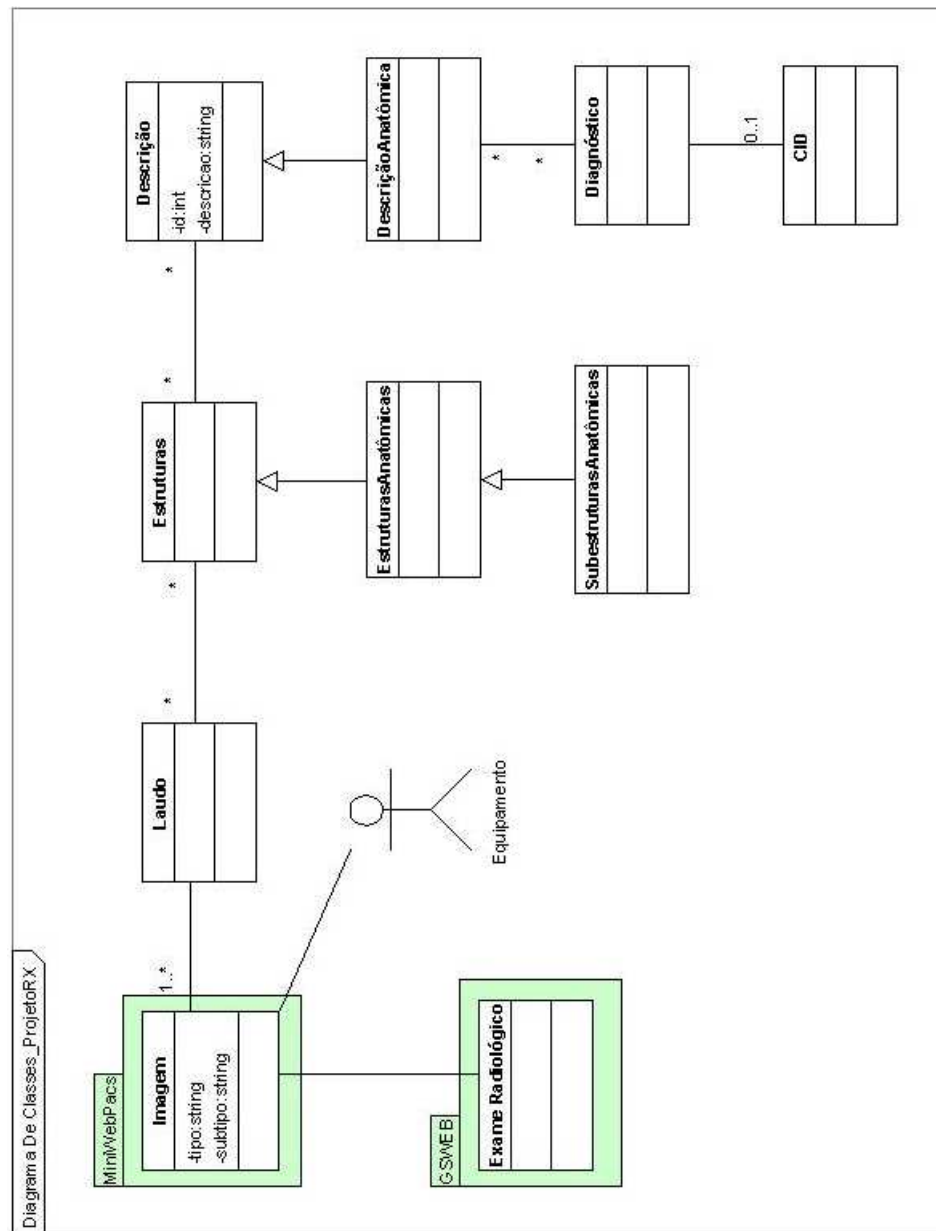 Diagrama De Classes_ProjetoRX
MiniWebPacs
Imagem
-tipo:string
-subtipo:string
1..*
Laudo
*
*
Estruturas
*
*
Descrição
-id:int
-descricao:string
Equipamento
GSWEB
Exame Radiológico
EstruturasAnatômicas
SubestruturasAnatômicas
DescriçãoAnatômica
*
*
Diagnóstico
0..1
CID